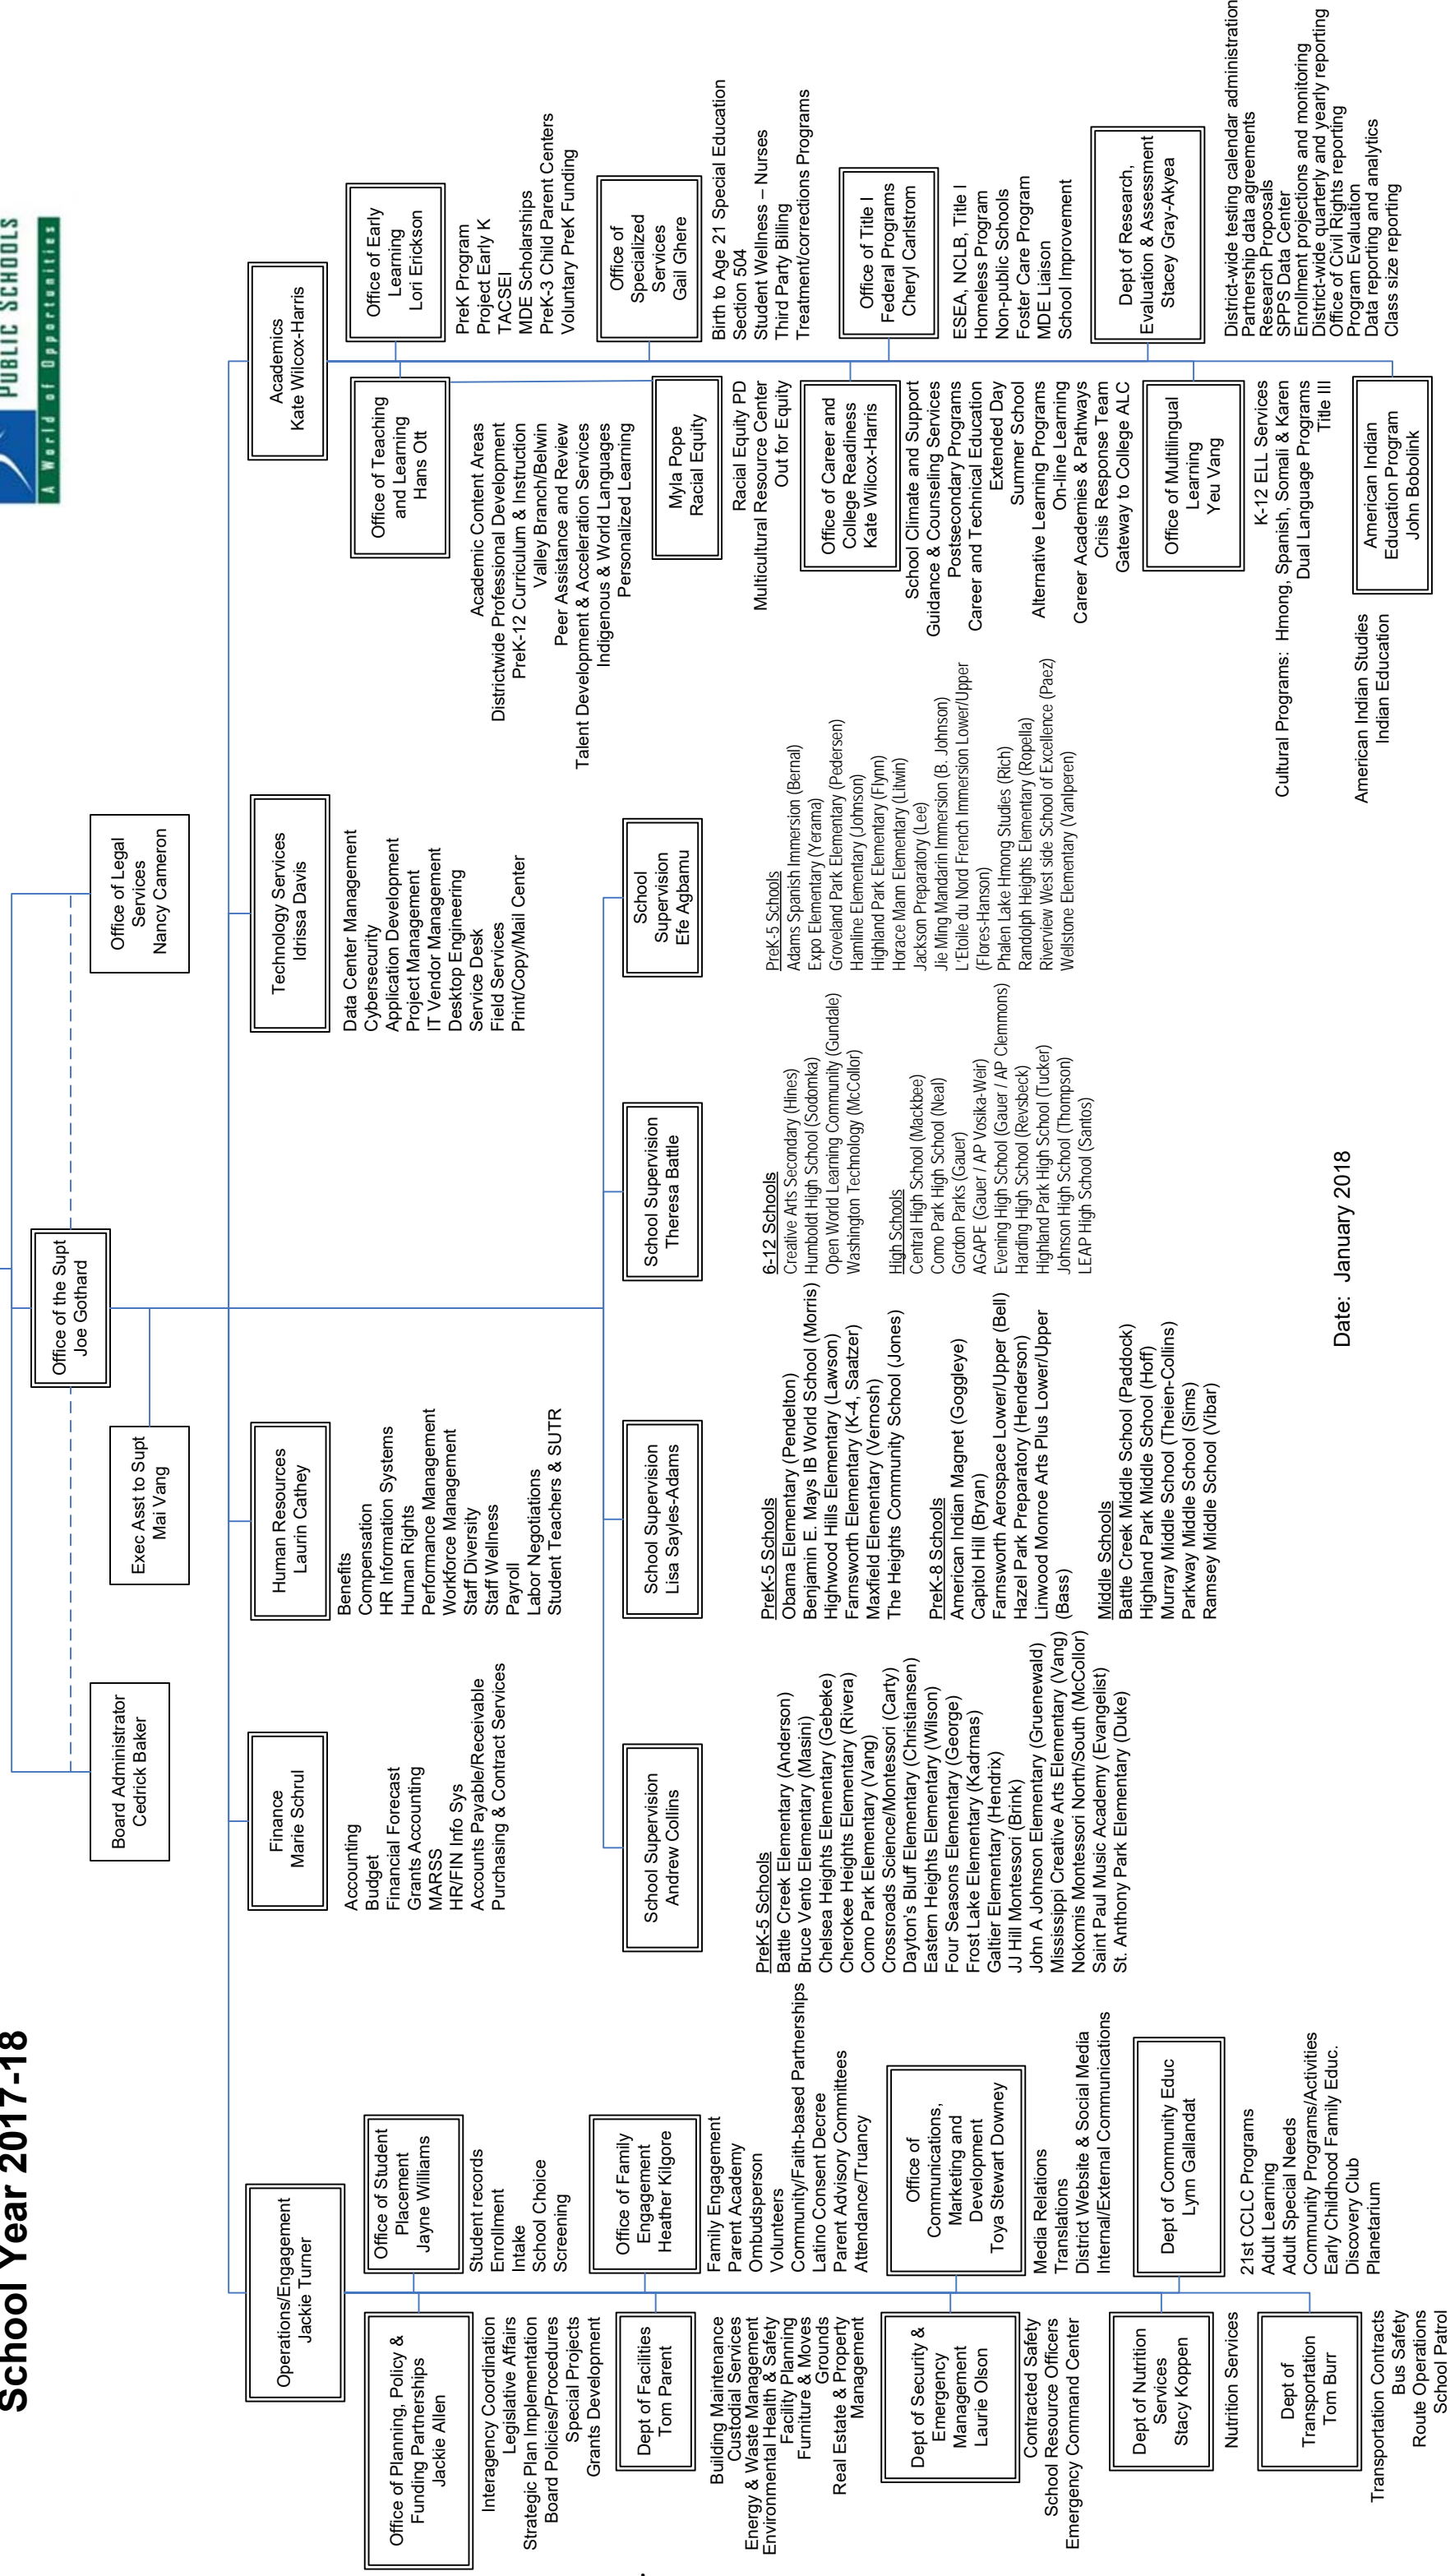 School Year 2017-18
PUBLIC SCHOOLS
A World of Opportunities
Office of the Supt
Joe Gothard
Board Administrator
Cedrick Baker
Exec Asst to Supt
Mai Vang
Office of Legal
Services
Nancy Cameron
Operations/Engagement
Jackie Turner
Finance
Marie Schrul
Human Resources
Laurin Cathey
Technology Services
Idrissa Davis
Academics
Kate Wilcox-Harris
Office of Planning, Policy &
Funding Partnerships
Jackie Allen
Interagency Coordination
Legislative Affairs
Strategic Plan Implementation
Board Policies/Procedures
Special Projects
Grants Development
Dept of Facilities
Tom Parent
Building Maintenance
Custodial Services
Energy & Waste Management
Environmental Health & Safety
Facility Planning
Furniture & Moves
Grounds
Real Estate & Property
Management
Dept of Security &
Emergency
Management
Laurie Olson
Contracted Safety
School Resource Officers
Emergency Command Center
Dept of Nutrition
Services
Stacy Koppen
Nutrition Services
Dept of
Transportation
Tom Burr
Transportation Contracts
Bus Safety
Route Operations
School Patrol
Office of Student
Placement
Jayne Williams
Student records
Enrollment
Intake
School Choice
Screening
Office of Family
Engagement
Heather Kilgore
Family Engagement
Parent Academy
Ombudsperson
Volunteers
Community/Faith-based Partnerships
Latino Consent Decree
Parent Advisory Committees
Attendance/Truancy
Office of
Communications,
Marketing and
Development
Toya Stewart Downey
Media Relations
Translations
District Website & Social Media
Internal/External Communications
Dept of Community Educ
Lynn Gallandat
21st CCLC Programs
Adult Learning
Adult Special Needs
Community Programs/Activities
Early Childhood Family Educ.
Discovery Club
Planetarium
Accounting
Budget
Financial Forecast
Grants Accounting
MARSS
HR/FIN Info Sys
Accounts Payable/Receivable
Purchasing & Contract Services
Benefits
Compensation
HR Information Systems
Human Rights
Performance Management
Workforce Management
Staff Diversity
Staff Wellness
Payroll
Labor Negotiations
Student Teachers & SUTR
Data Center Management
Cybersecurity
Application Development
Project Management
IT Vendor Management
Desktop Engineering
Service Desk
Field Services
Print/Copy/Mail Center
School Supervision
Andrew Collins
PreK-5 Schools
Battle Creek Elementary (Anderson)
Bruce Vento Elementary (Masini)
Chelsea Heights Elementary (Gebeke)
Cherokee Heights Elementary (Rivera)
Como Park Elementary (Vang)
Crossroads Science/Montessori (Carty)
Dayton's Bluff Elementary (Christiansen)
Eastern Heights Elementary (Wilson)
Four Seasons Elementary (George)
Frost Lake Elementary (Kadrmas)
Galtier Elementary (Hendrix)
JJ Hill Montessori (Brink)
John A Johnson Elementary (Gruenewald)
Mississippi Creative Arts Elementary (Vang)
Nokomis Montessori North/South (McCollor)
Saint Paul Music Academy (Evangelist)
St. Anthony Park Elementary (Duke)
School Supervision
Lisa Sayles-Adams
PreK-5 Schools
Obama Elementary (Pendelton)
Benjamin E. Mays IB World School (Morris)
Highwood Hills Elementary (Lawson)
Farnsworth Elementary (K-4, Saatzer)
Maxfield Elementary (Vernosh)
The Heights Community School (Jones)
PreK-8 Schools
American Indian Magnet (Goggleye)
Capitol Hill (Bryan)
Farnsworth Aerospace Lower/Upper (Bell)
Hazel Park Preparatory (Henderson)
Linwood Monroe Arts Plus Lower/Upper
(Bass)
Middle Schools
Battle Creek Middle School (Paddock)
Highland Park Middle School (Hoff)
Murray Middle School (Theien-Collins)
Parkway Middle School (Sims)
Ramsey Middle School (Vibar)
School Supervision
Theresa Battle
6-12 Schools
Creative Arts Secondary (Hines)
Humboldt High School (Sodomka)
Open World Learning Community (Gundale)
Washington Technology (McCollor)
High Schools
Central High School (Mackbee)
Como Park High School (Neal)
Gordon Parks (Gauer)
AGAPE (Gauer / AP Vosika-Weir)
Evening High School (Gauer / AP Clemmons)
Harding High School (Revsbeck)
Highland Park High School (Tucker)
Johnson High School (Thompson)
LEAP High School (Santos)
School
Supervision
Efe Agbamu
PreK-5 Schools
Adams Spanish Immersion (Bernal)
Expo Elementary (Yerama)
Groveland Park Elementary (Pedersen)
Hamline Elementary (Johnson)
Highland Park Elementary (Flynn)
Horace Mann Elementary (Litwin)
Jackson Preparatory (Lee)
Jie Ming Mandarin Immersion (B. Johnson)
L'Etoile du Nord French Immersion Lower/Upper
(Flores-Hanson)
Phalen Lake Hmong Studies (Rich)
Randolph Heights Elementary (Ropella)
Riverview West side School of Excellence (Paez)
Wellstone Elementary (VanIperen)
Office of Teaching
and Learning
Hans Ott
Academic Content Areas
Districtwide Professional Development
PreK-12 Curriculum & Instruction
Valley Branch/Belwin
Peer Assistance and Review
Talent Development & Acceleration Services
Indigenous & World Languages
Personalized Learning
Myla Pope
Racial Equity
Racial Equity PD
Multicultural Resource Center
Out for Equity
Office of Career and
College Readiness
Kate Wilcox-Harris
School Climate and Support
Guidance & Counseling Services
Postsecondary Programs
Career and Technical Education
Extended Day
Summer School
Alternative Learning Programs
On-line Learning
Career Academies & Pathways
Crisis Response Team
Gateway to College ALC
Office of Multilingual
Learning
Yeu Vang
K-12 ELL Services
Cultural Programs: Hmong, Spanish, Somali & Karen
Dual Language Programs
Title III
American Indian
Education Program
John Bobolink
American Indian Studies
Indian Education
Office of Early
Learning
Lori Erickson
PreK Program
Project Early K
TACSEI
MDE Scholarships
PreK-3 Child Parent Centers
Voluntary PreK Funding
Office of
Specialized
Services
Gail Ghere
Birth to Age 21 Special Education
Section 504
Student Wellness – Nurses
Third Party Billing
Treatment/corrections Programs
Office of Title I
Federal Programs
Cheryl Carlstrom
ESEA, NCLB, Title I
Homeless Program
Non-public Schools
Foster Care Program
MDE Liaison
School Improvement
Dept of Research,
Evaluation & Assessment
Stacey Gray-Akyea
District-wide testing calendar administration
Partnership data agreements
Research Proposals
SPPS Data Center
Enrollment projections and monitoring
District-wide quarterly and yearly reporting
Office of Civil Rights reporting
Program Evaluation
Data reporting and analytics
Class size reporting
Date: January 2018